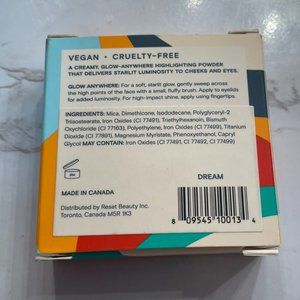 VEGAN • CRUELTY-FREE
A CREAMY, GLOW-ANYWHERE HIGHLIGHTING POWDER
THAT DELIVERS STARLIT LUMINOSITY TO CHEEKS AND EYES.
GLOW ANYWHERE: For a soft, starlit glow, gently sweep across
the high points of the face with a small, fluffy brush. Apply to eyelids
for added luminosity. For high-impact shine, apply using fingertips.
INGREDIENTS: Mica, Dimethicone, Isododecane, Polyglyceryl-2
Triisostearate, Iron Oxides (CI 77491), Triethylhexanoin, Bismuth
Oxychloride (CI 77163), Polyethylene, Iron Oxides (CI 77499), Titanium
Dioxide (CI 77891), Magnesium Myristate, Phenoxyethanol, Capryl
Glycol MAY CONTAIN: Iron Oxides (CI 77491, CI 77492, CI 77499)
DREAM
MADE IN CANADA
Distributed by Reset Beauty Inc.
Toronto, Canada M5R 1K3
8 09545 10013 4